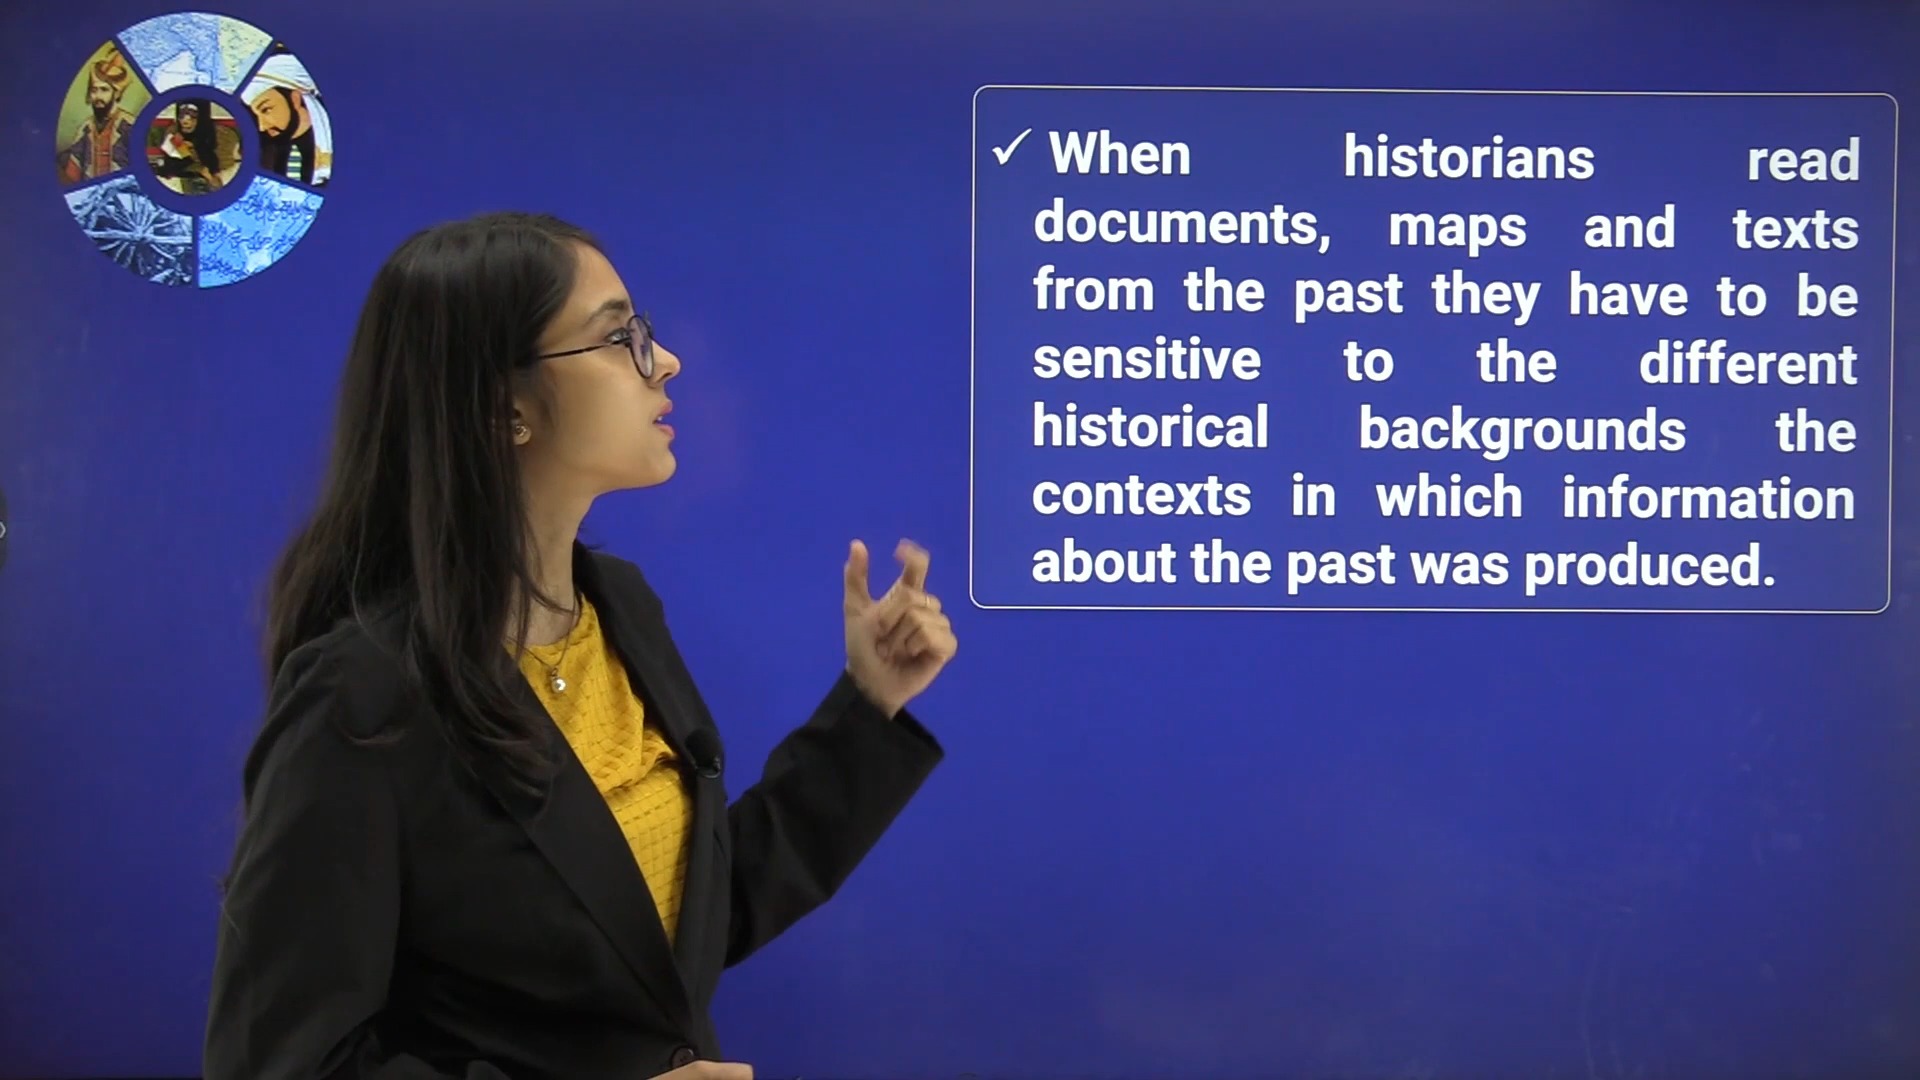 ✓ When historians read
documents, maps and texts
from the past they have to be
sensitive to the different
historical backgrounds the
contexts in which information
about the past was produced.